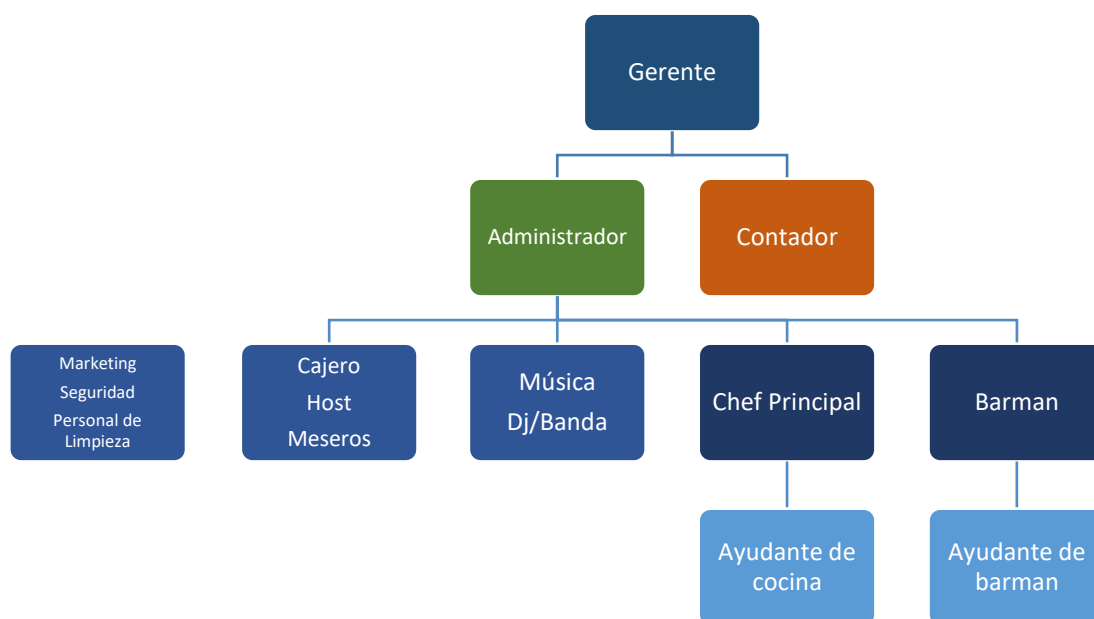 Gerente
Administrador
Contador
Marketing
Seguridad
Personal de
Limpieza
Cajero
Host
Meseros
Música
Dj/Banda
Chef Principal
Barman
Ayudante de
cocina
Ayudante de
barman